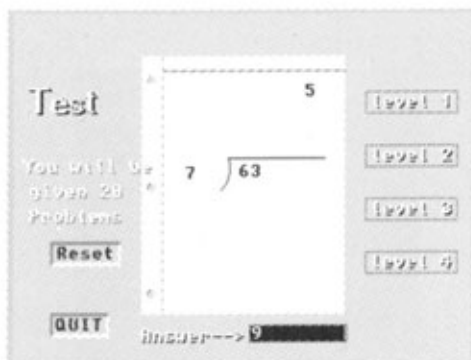 Test
You will be
given 20
Problems
Reset
QUIT
5
7 63
Answer--> 9
level 1
level 2
level 3
level 4